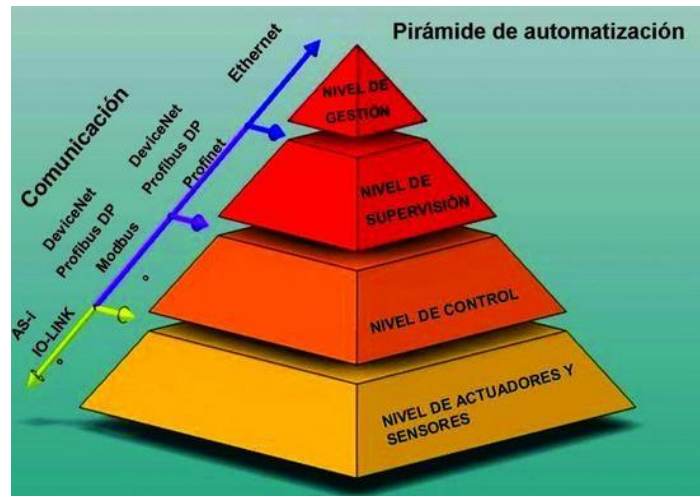 Pirámide de automatización
Comunicación
Ethernet
DeviceNet
Profibus DP
Profinet
DeviceNet
Profibus DP
Modbus
AS-i
IO-LiNK
NIVEL DE
GESTIÓN
NIVEL DE
SUPERVISIÓN
NIVEL DE CONTROL
NIVEL DE ACTUADORES Y
SENSORES